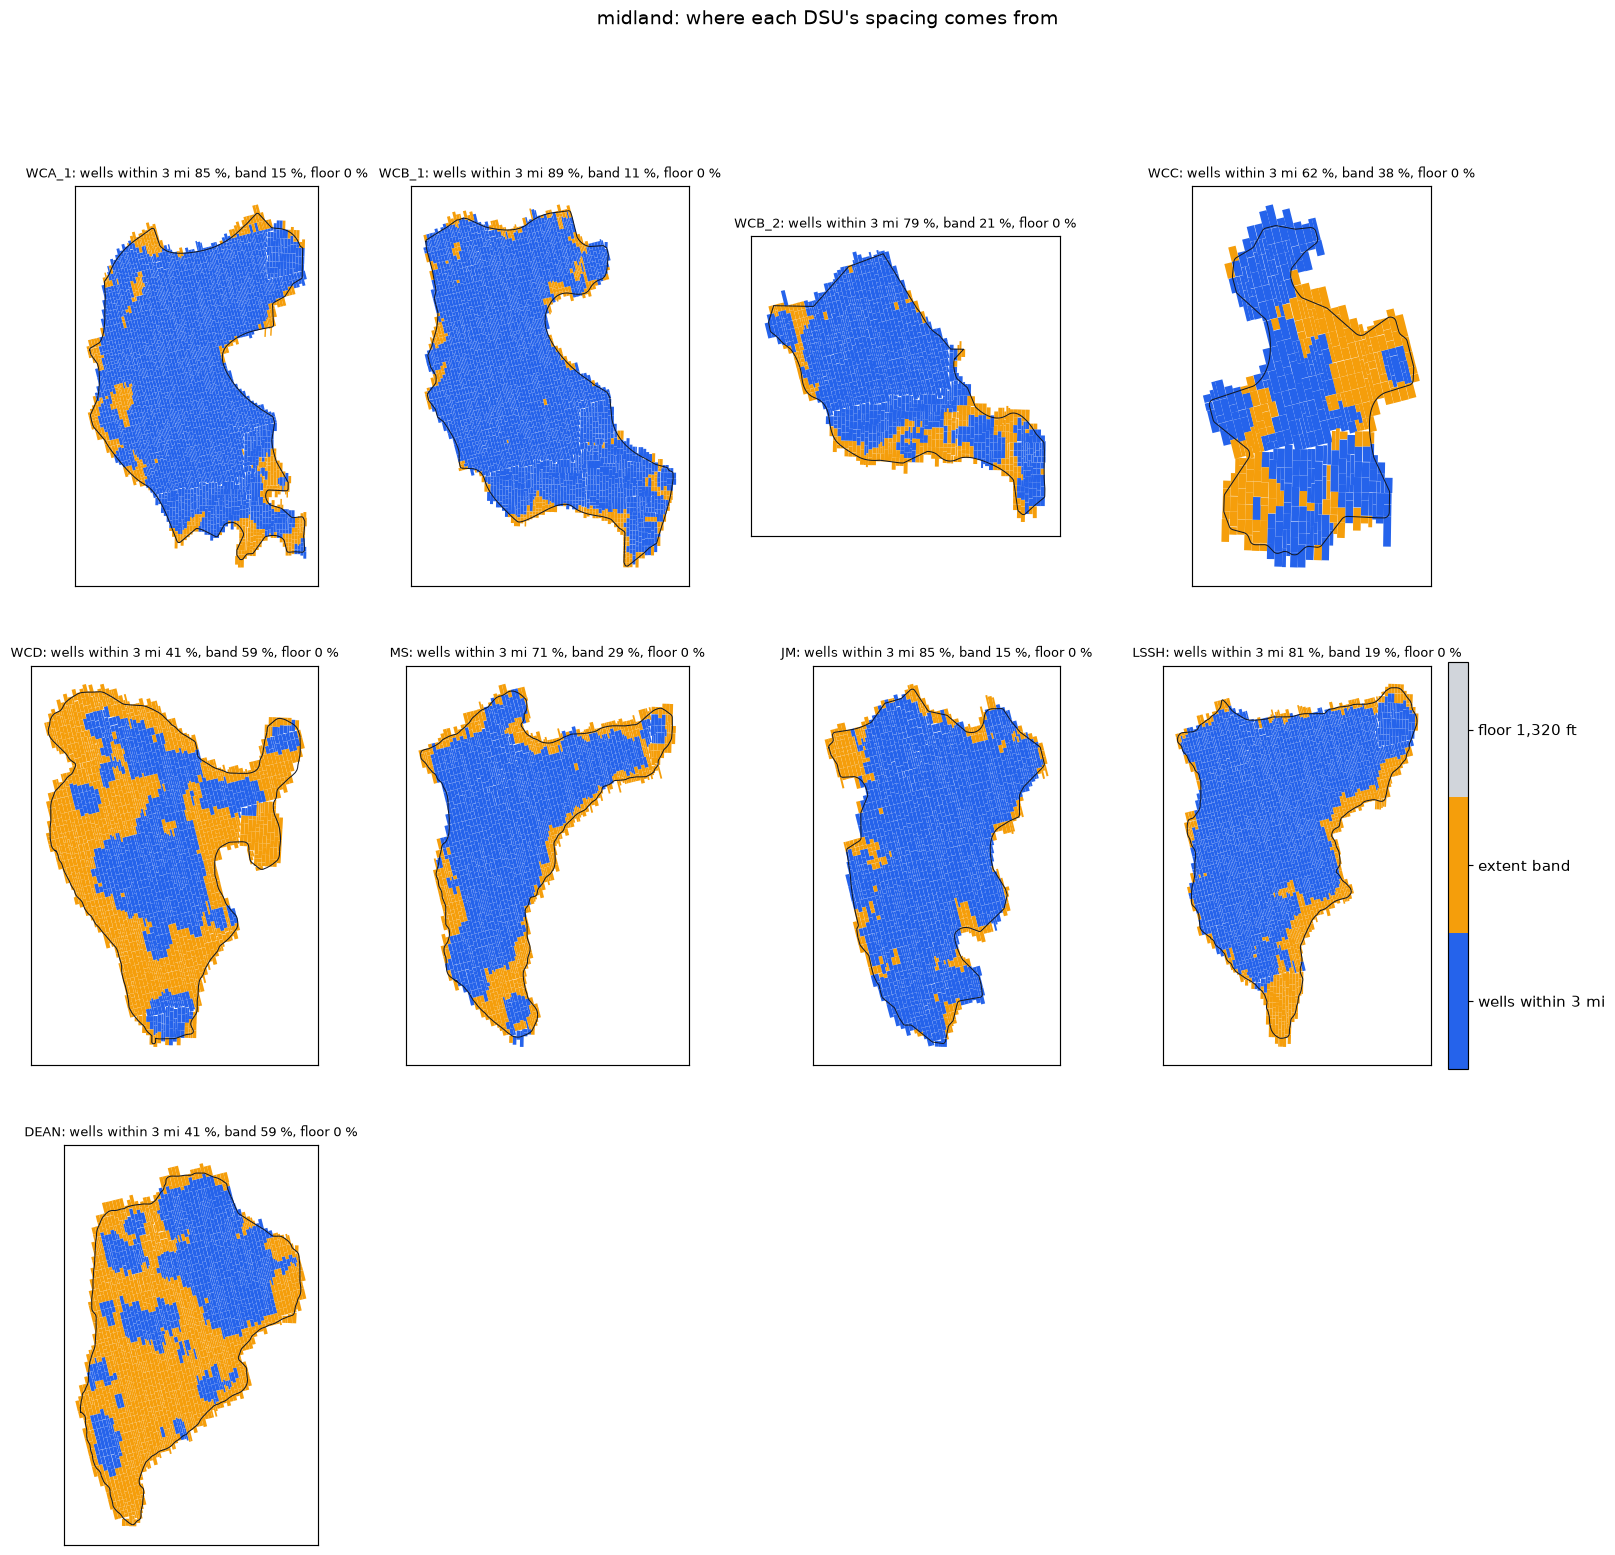 midland: where each DSU's spacing comes from
WCA_1: wells within 3 mi 85 %, band 15 %, floor 0 %
WCB_1: wells within 3 mi 89 %, band 11 %, floor 0 %
WCB_2: wells within 3 mi 79 %, band 21 %, floor 0 %
WCC: wells within 3 mi 62 %, band 38 %, floor 0 %
WCD: wells within 3 mi 41 %, band 59 %, floor 0 %
MS: wells within 3 mi 71 %, band 29 %, floor 0 %
JM: wells within 3 mi 85 %, band 15 %, floor 0 %
LSSH: wells within 3 mi 81 %, band 19 %, floor 0 %
floor 1,320 ft
extent band
wells within 3 mi
DEAN: wells within 3 mi 41 %, band 59 %, floor 0 %